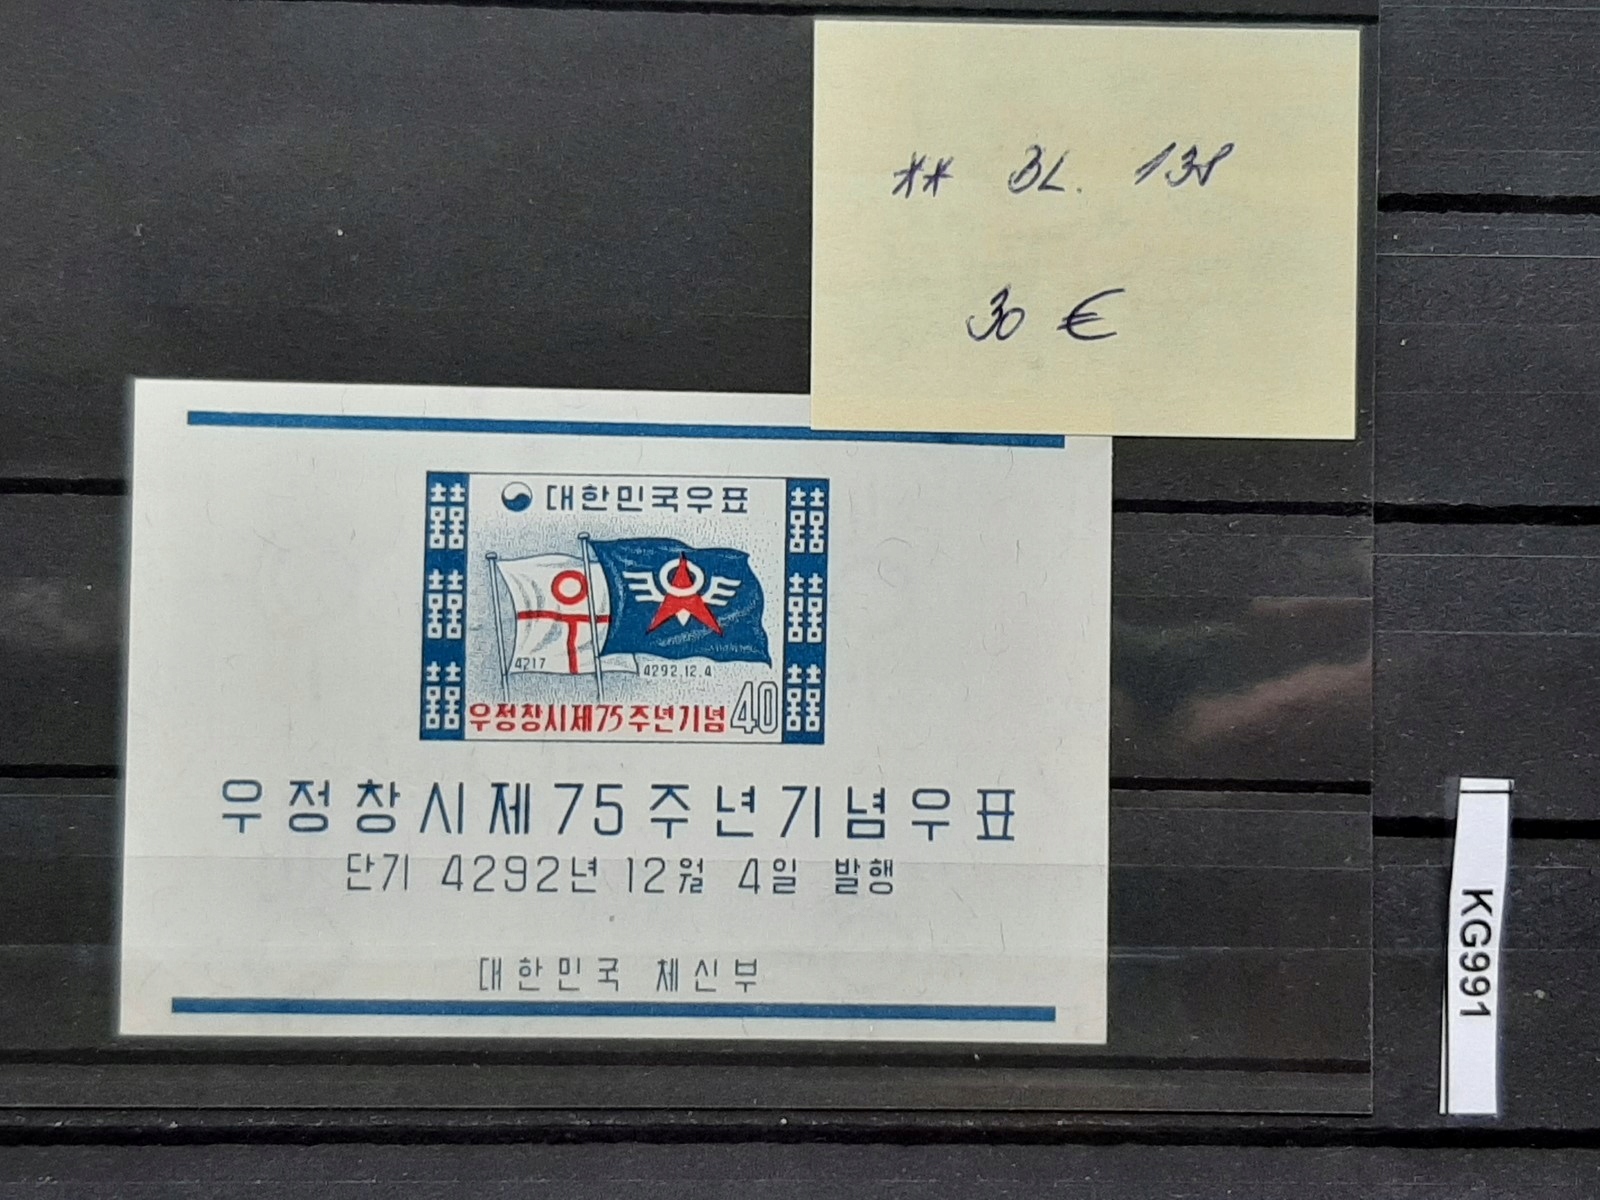 ** BL. 138
30 €
대한민국우표
4217
4292.12.4
우정창시제75주년기념 40
우정창시제75주년기념우표
단기 4292년 12월 4일 발행
대한민국 체신부
KG991